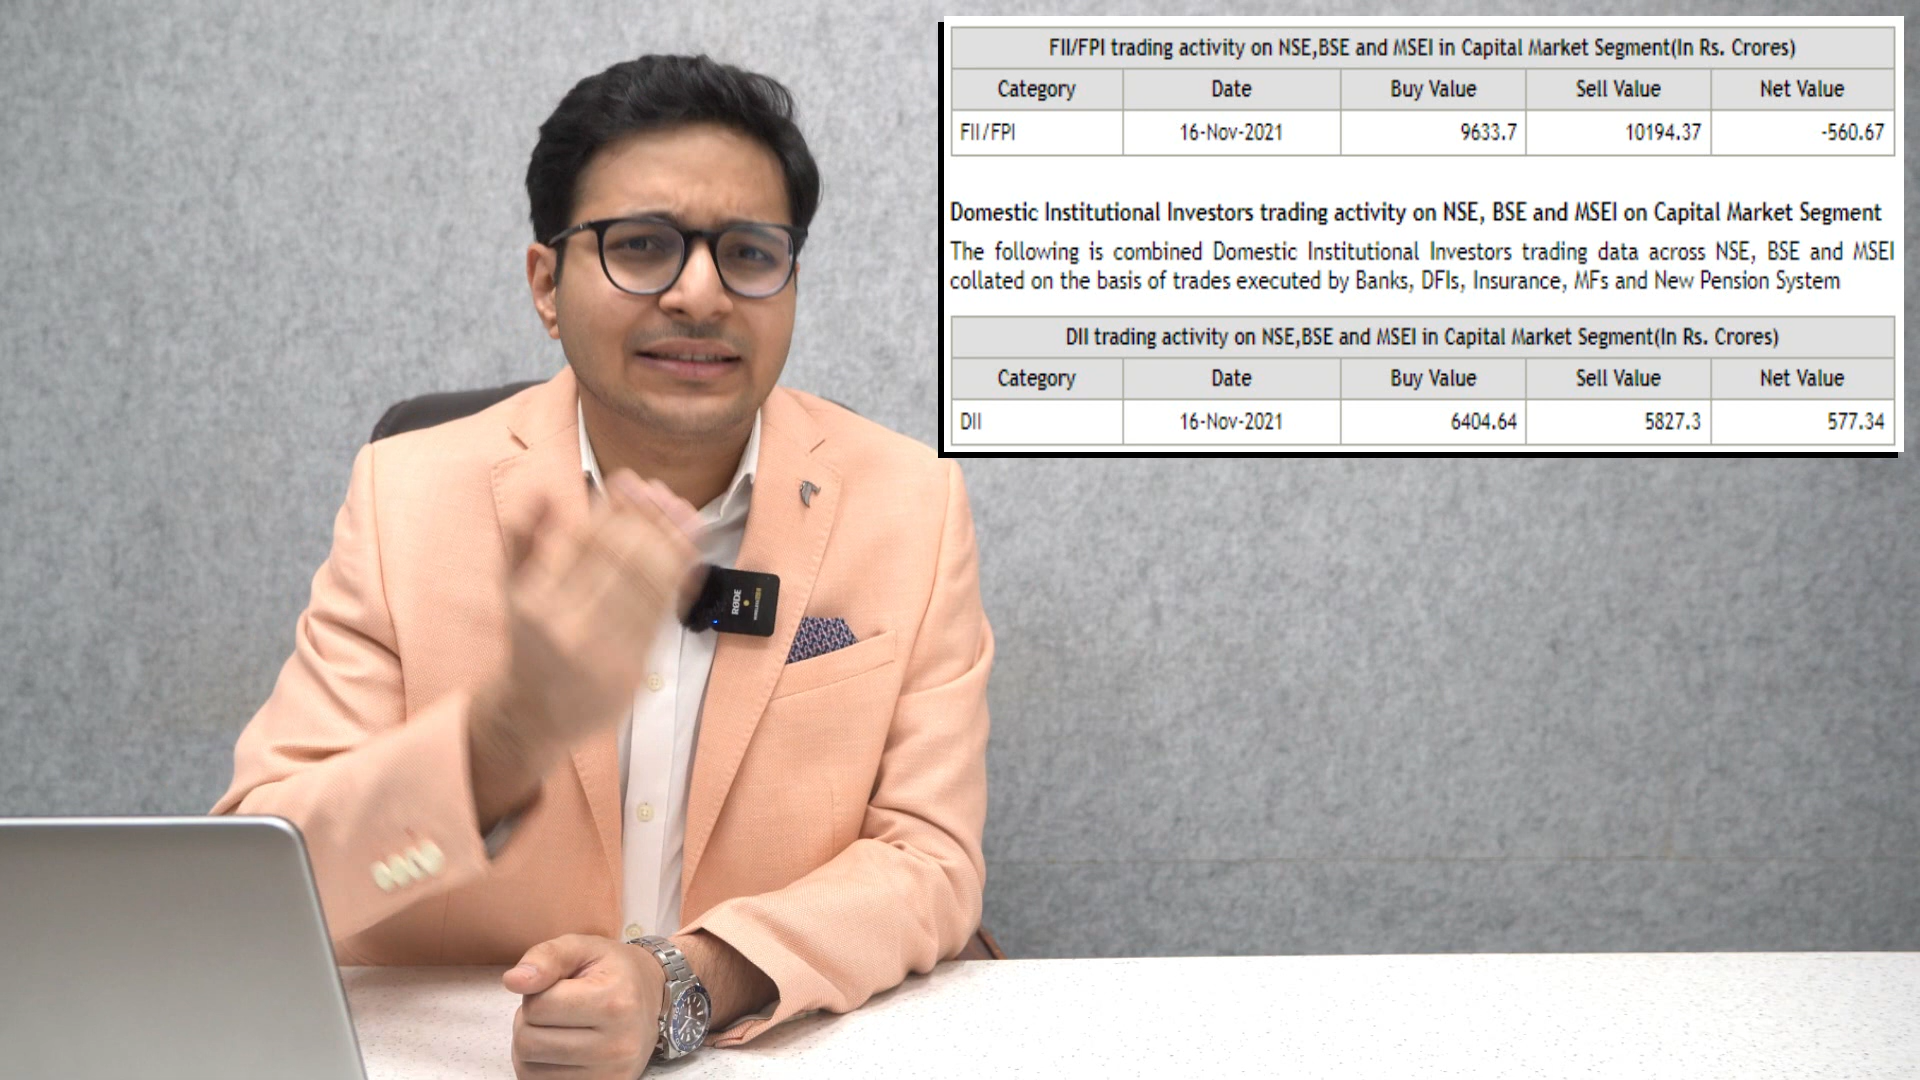 FII/FPI trading activity on NSE,BSE and MSEI in Capital Market Segment(In Rs. Crores)
Category Date Buy Value Sell Value Net Value
FII/FPI 16-Nov-2021 9633.7 10194.37 -560.67
Domestic Institutional Investors trading activity on NSE, BSE and MSEI on Capital Market Segment
The following is combined Domestic Institutional Investors trading data across NSE, BSE and MSEI
collated on the basis of trades executed by Banks, DFIs, Insurance, MFs and New Pension System
DII trading activity on NSE,BSE and MSEI in Capital Market Segment(In Rs. Crores)
Category Date Buy Value Sell Value Net Value
DII 16-Nov-2021 6404.64 5827.3 577.34
RØDE